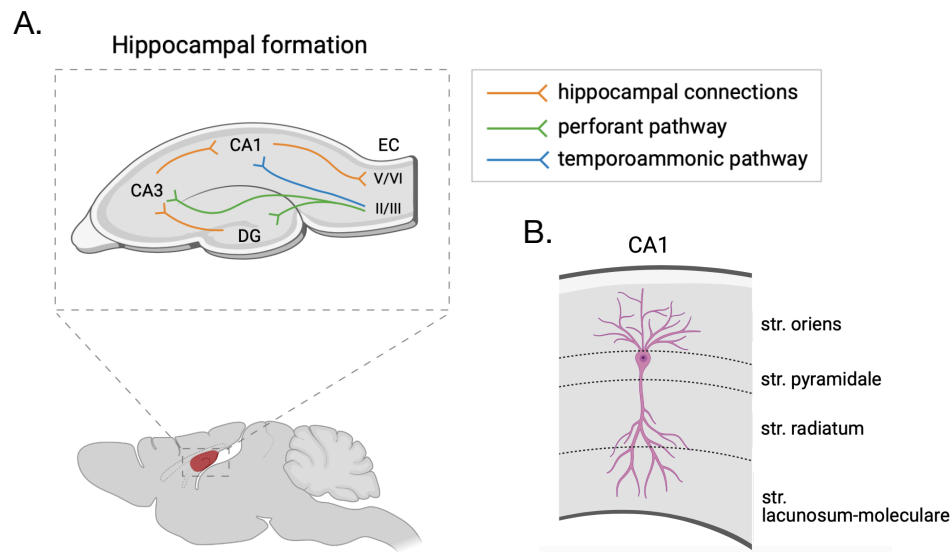 A.
Hippocampal formation
CA1
EC
V/VI
CA3
II/III
DG
hippocampal connections
perforant pathway
temporoammonic pathway
B.
CA1
str. oriens
str. pyramidale
str. radiatum
str.
lacunosum-moleculare